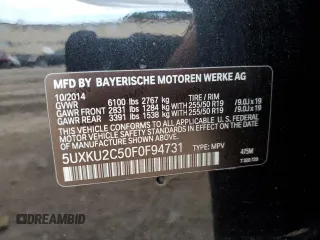 MFD BY BAYERISCHE MOTOREN WERKE AG
10/2014 TIRE / RIM
GVWR 6100 lbs 2767 kg
GAWR FRONT 2831 lbs 1284 kg 255/50 R19 /9.0J x 19
GAWR REAR 3391 lbs 1538 kg 255/50 R19 /9.0J x 19
THIS VEHICLE CONFORMS TO ALL APPLICABLE U.S. FEDERAL MOTOR VEHICLE SAFETY
STANDARDS IN EFFECT ON THE DATE OF MANUFACTURE SHOWN ABOVE
5UXKU2C50F0F94731 TYPE: MPV 475M
DREAMBID